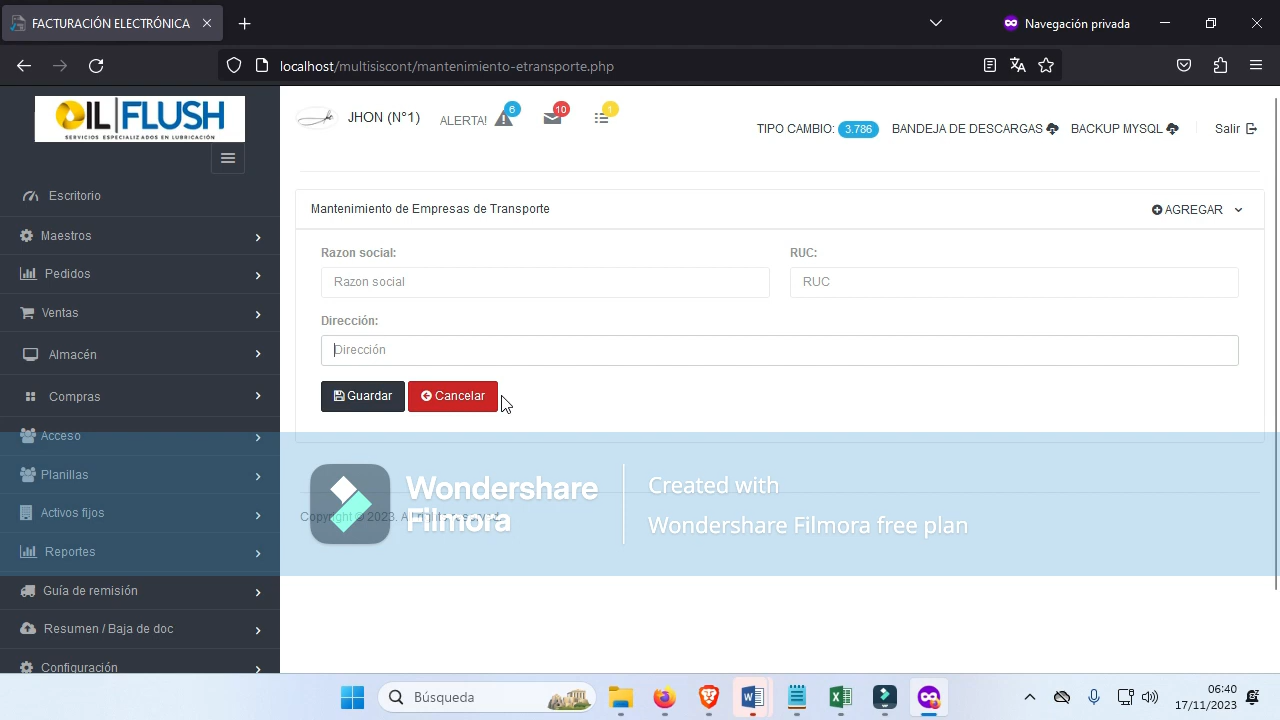 FACTURACIÓN ELECTRÓNICA
Navegación privada
localhost/multisiscont/mantenimiento-etransporte.php
OIL FLUSH
SERVICIOS ESPECIALIZADOS EN LUBRICACIÓN
JHON (N°1)
ALERTA!
6
10
1
TIPO CAMBIO:
3.786
BANDEJA DE DESCARGAS
BACKUP MYSQL
Salir
Escritorio
Maestros
Pedidos
Ventas
Almacén
Compras
Acceso
Planillas
Activos fijos
Reportes
Guía de remisión
Resumen / Baja de doc
Configuración
Mantenimiento de Empresas de Transporte
AGREGAR
Razon social:
RUC:
Razon social
RUC
Dirección:
Dirección
Guardar
Cancelar
Wondershare
Filmora
Created with
Wondershare Filmora free plan
Copyright © 2023. All rights reserved.
Búsqueda
06:40
17/11/2023